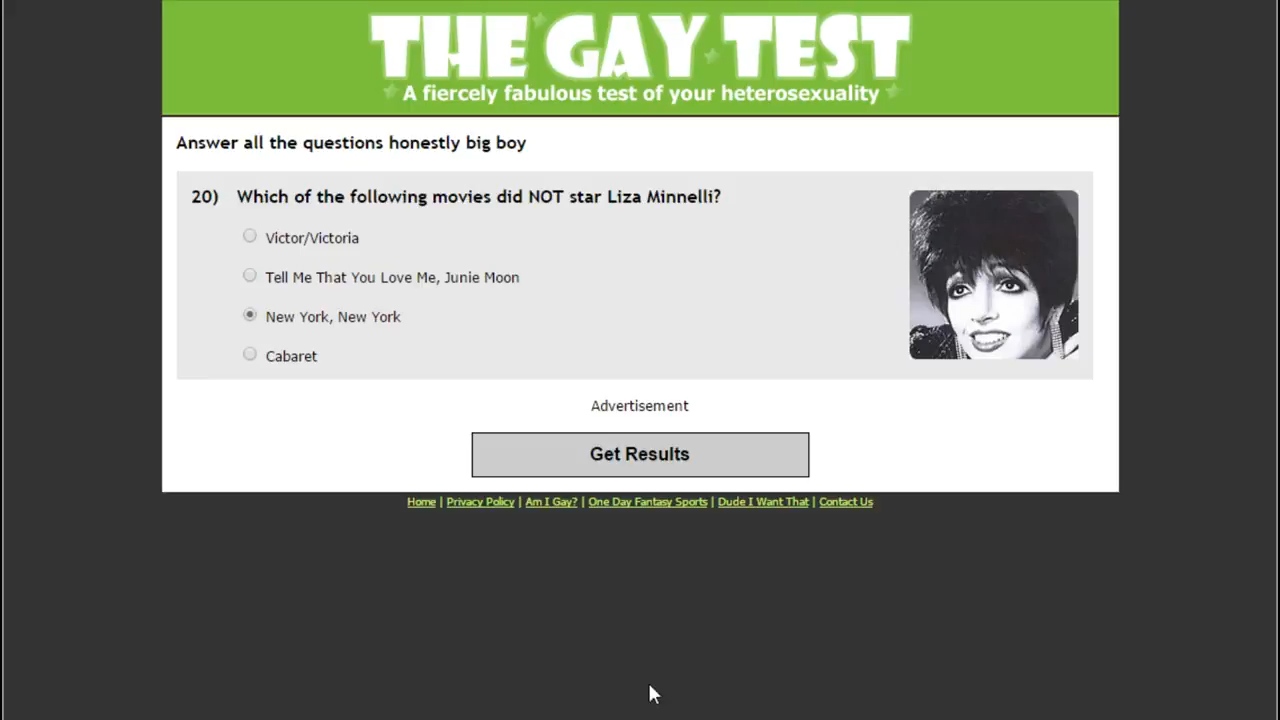 THE GAY TEST
A fiercely fabulous test of your heterosexuality
Answer all the questions honestly big boy
20) Which of the following movies did NOT star Liza Minnelli?
Victor/Victoria
Tell Me That You Love Me, Junie Moon
New York, New York
Cabaret
Advertisement
Get Results
Home | Privacy Policy | Am I Gay? | One Day Fantasy Sports | Dude I Want That | Contact Us